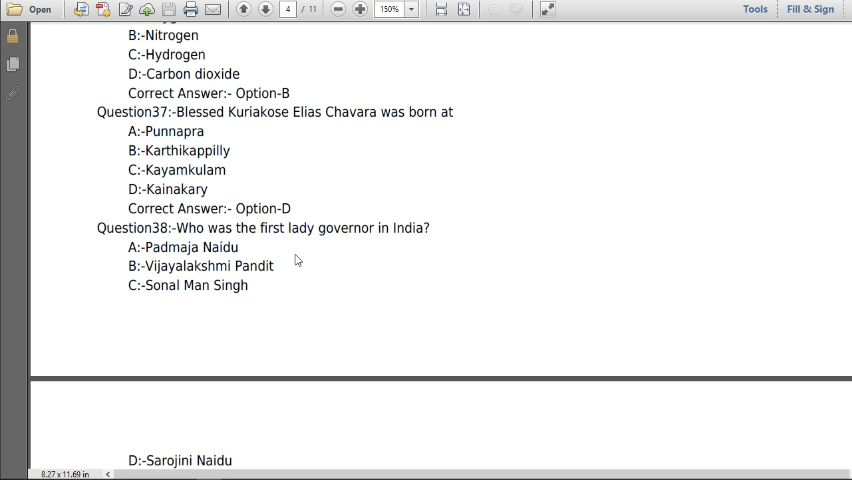 Open
4 / 11
150%
Tools
Fill & Sign
B:-Nitrogen
C:-Hydrogen
D:-Carbon dioxide
Correct Answer:- Option-B
Question37:-Blessed Kuriakose Elias Chavara was born at
A:-Punnapra
B:-Karthikappilly
C:-Kayamkulam
D:-Kainakary
Correct Answer:- Option-D
Question38:-Who was the first lady governor in India?
A:-Padmaja Naidu
B:-Vijayalakshmi Pandit
C:-Sonal Man Singh
D:-Sarojini Naidu
8.27 x 11.69 in